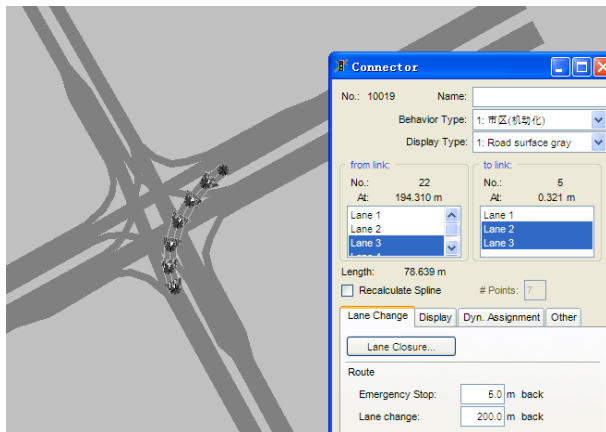 Connector
No.: 10019 Name:
Behavior Type: 1: 市区(机动化)
Display Type: 1: Road surface gray
from link: to link:
No.: 22 No.: 5
At: 194.310 m At: 0.321 m
Lane 1 Lane 1
Lane 2 Lane 2
Lane 3 Lane 3
Length: 78.639 m
Recalculate Spline # Points: 7
Lane Change Display Dyn. Assignment Other
Lane Closure...
Route
Emergency Stop: 5.0 m back
Lane change: 200.0 m back